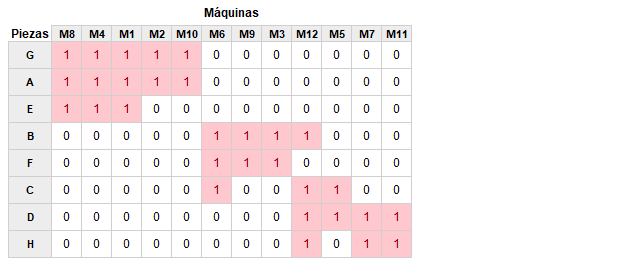 Máquinas
Piezas M8 M4 M1 M2 M10 M6 M9 M3 M12 M5 M7 M11
G 1 1 1 1 1 0 0 0 0 0 0 0
A 1 1 1 1 1 0 0 0 0 0 0 0
E 1 1 1 0 0 0 0 0 0 0 0 0
B 0 0 0 0 0 1 1 1 1 0 0 0
F 0 0 0 0 0 1 1 1 0 0 0 0
C 0 0 0 0 0 1 0 0 1 1 0 0
D 0 0 0 0 0 0 0 0 1 1 1 1
H 0 0 0 0 0 0 0 0 1 0 1 1